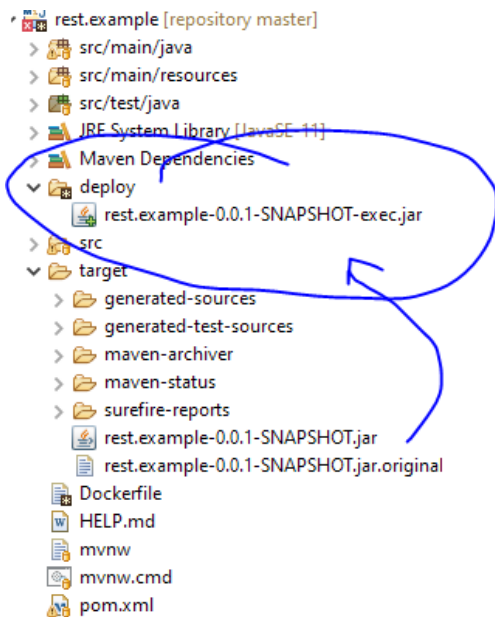 rest.example [repository master]
src/main/java
src/main/resources
src/test/java
JRE System Library [JavaSE-11]
Maven Dependencies
deploy
rest.example-0.0.1-SNAPSHOT-exec.jar
src
target
generated-sources
generated-test-sources
maven-archiver
maven-status
surefire-reports
rest.example-0.0.1-SNAPSHOT.jar
rest.example-0.0.1-SNAPSHOT.jar.original
Dockerfile
HELP.md
mvnw
mvnw.cmd
pom.xml